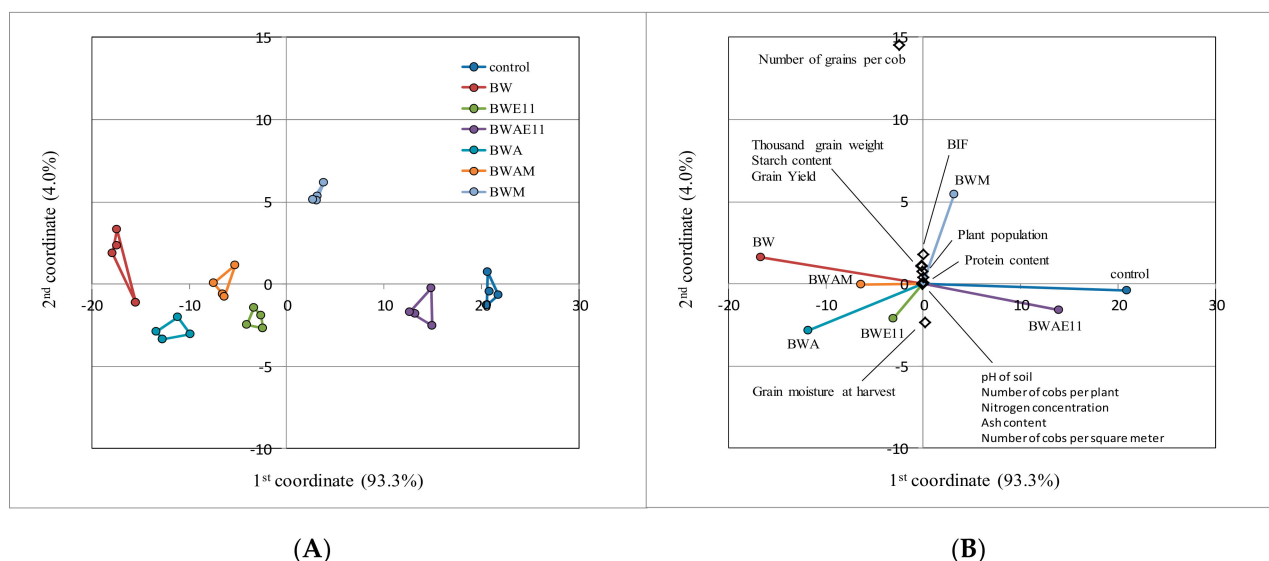 15
10
5
0
-5
-10
-20
-10
0
10
20
30
2nd coordinate (4.0%)
1st coordinate (93.3%)
control
BW
BWE11
BWAE11
BWA
BWAM
BWM
(A)
15
10
5
0
-5
-10
-20
-10
0
10
20
30
2nd coordinate (4.0%)
1st coordinate (93.3%)
Number of grains per cob
Thousand grain weight
Starch content
Grain Yield
BIF
BWM
BW
Plant population
Protein content
BWAM
control
BWA
BWE11
BWAE11
Grain moisture at harvest
pH of soil
Number of cobs per plant
Nitrogen concentration
Ash content
Number of cobs per square meter
(B)